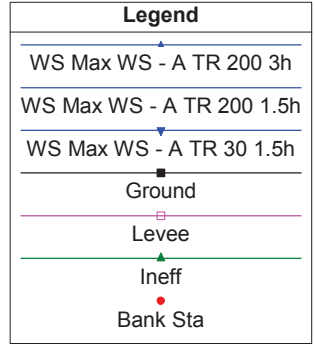 Legend
WS Max WS - A TR 200 3h
WS Max WS - A TR 200 1.5h
WS Max WS - A TR 30 1.5h
Ground
Levee
Ineff
Bank Sta